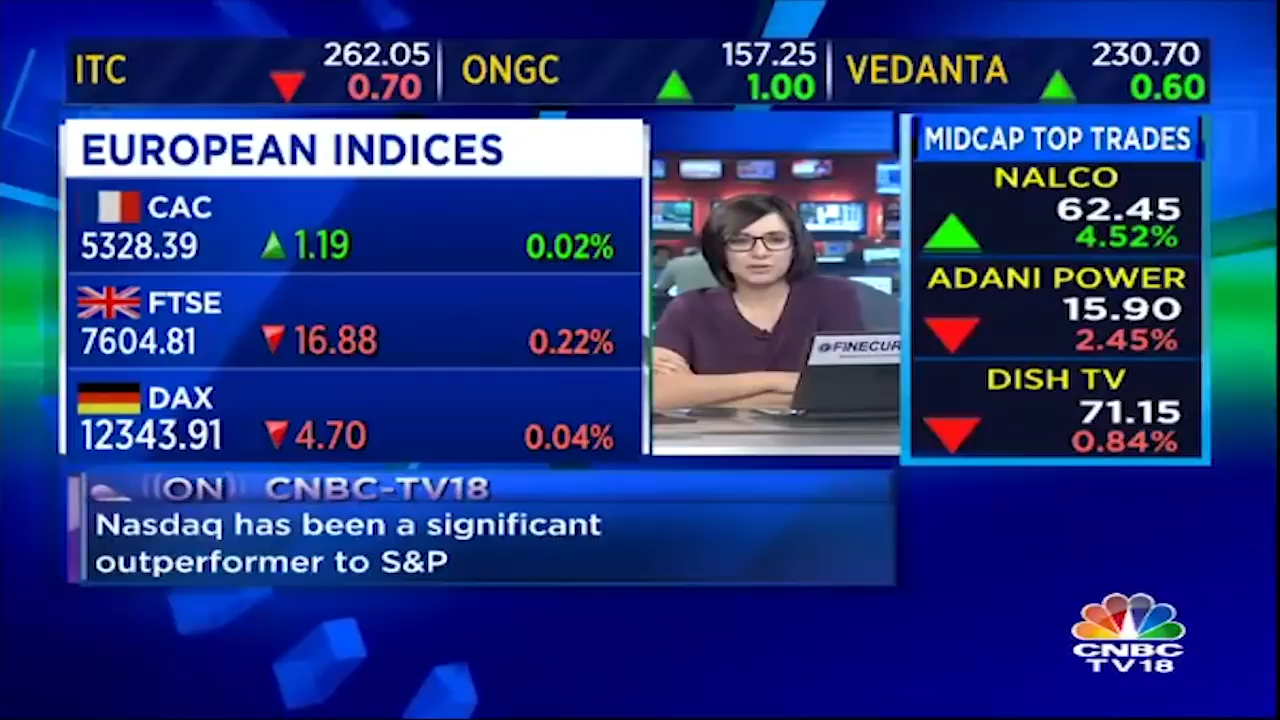 ITC 262.05 0.70
ONGC 157.25 1.00
VEDANTA 230.70 0.60
EUROPEAN INDICES
CAC
5328.39 1.19 0.02%
FTSE
7604.81 16.88 0.22%
DAX
12343.91 4.70 0.04%
@FINECUR
MIDCAP TOP TRADES
NALCO
62.45
4.52%
ADANI POWER
15.90
2.45%
DISH TV
71.15
0.84%
((ON)) CNBC-TV18
Nasdaq has been a significant
outperformer to S&P
CNBC
TV18